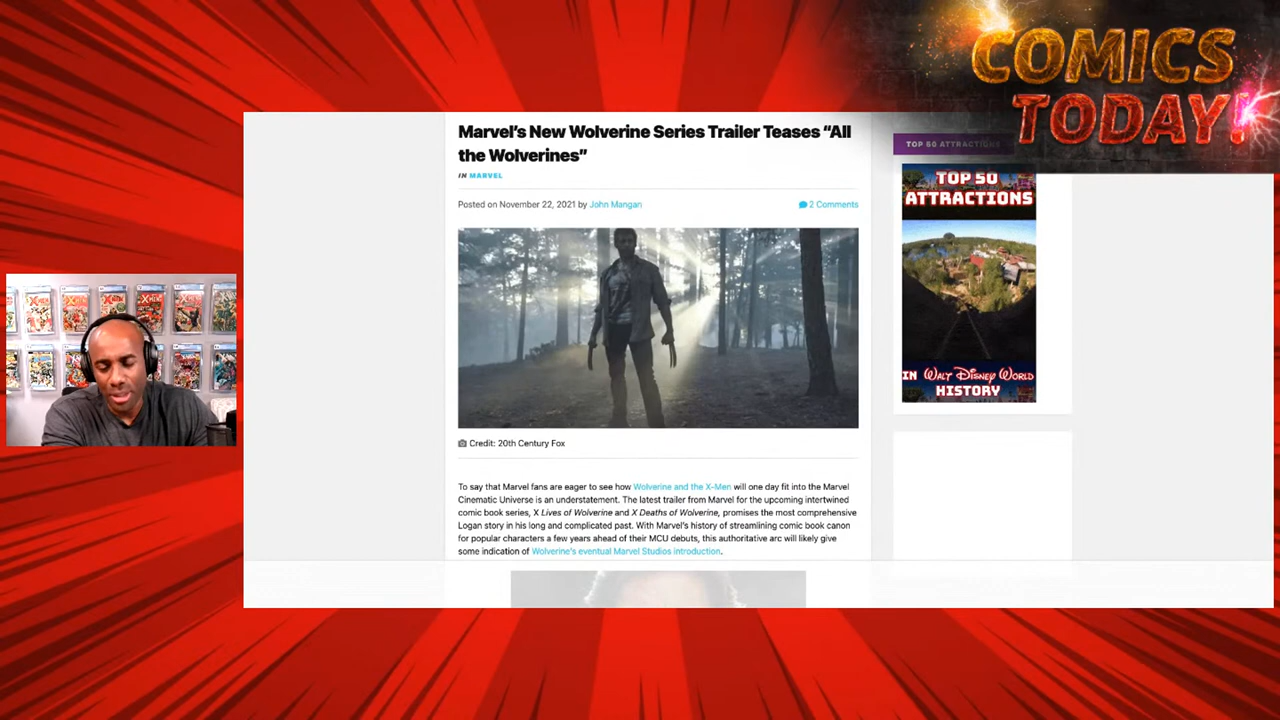 COMICS
TODAY!
Marvel's New Wolverine Series Trailer Teases “All
the Wolverines”
IN MARVEL
Posted on November 22, 2021 by John Mangan
2 Comments
Credit: 20th Century Fox
To say that Marvel fans are eager to see how Wolverine and the X-Men will one day fit into the Marvel
Cinematic Universe is an understatement. The latest trailer from Marvel for the upcoming intertwined
comic book series, X Lives of Wolverine and X Deaths of Wolverine, promises the most comprehensive
Logan story in his long and complicated past. With Marvel's history of streamlining comic book canon
for popular characters a few years ahead of their MCU debuts, this authoritative arc will likely give
some indication of Wolverine's eventual Marvel Studios introduction.
TOP 50 ATTRACTIONS
TOP 50
ATTRACTIONS
IN WALT DISNEY WORLD
HISTORY
X-MEN
X-MEN